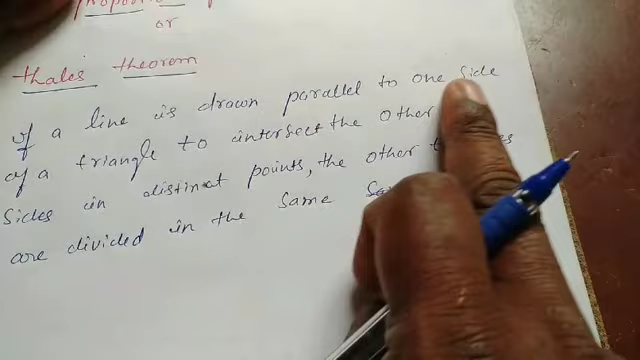 or
thales theorem
if a line is drawn parallel to one side
of a triangle to intersect the other
sides in distinct points, the other
are divided in the same